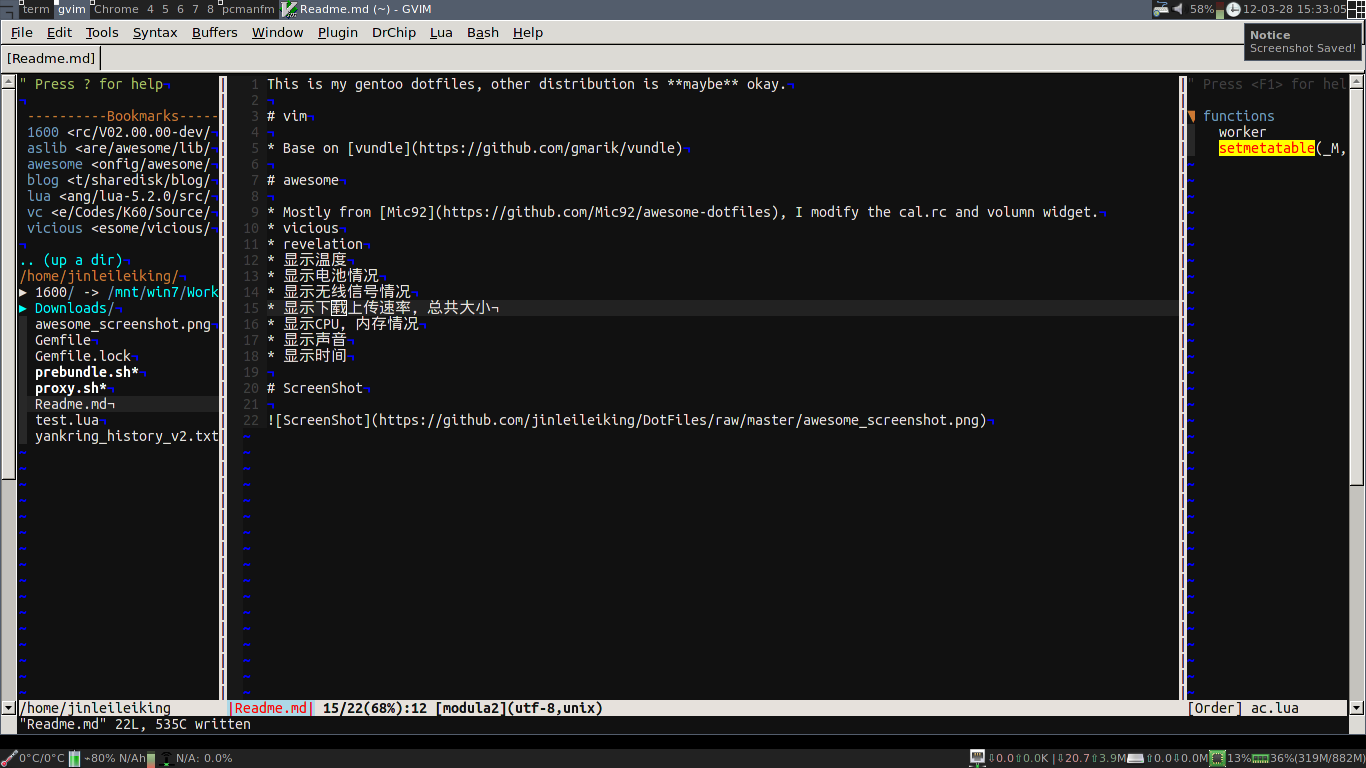 term gvim Chrome 4 5 6 7 8 pcmanfm Readme.md (~) - GVIM 58% 12-03-28 15:33:05
File Edit Tools Syntax Buffers Window Plugin DrChip Lua Bash Help
Notice
Screenshot Saved!
[Readme.md]
" Press ? for help¬
¬
----------Bookmarks-----
1600 <rc/V02.00.00-dev/¬
aslib <are/awesome/lib/¬
awesome <onfig/awesome/¬
blog <t/sharedisk/blog/¬
lua <ang/lua-5.2.0/src/¬
vc <e/Codes/K60/Source/¬
vicious <esome/vicious/¬
¬
.. (up a dir)¬
/home/jinleileiking/¬
▶ 1600/ -> /mnt/win7/Work
▶ Downloads/¬
awesome_screenshot.png¬
Gemfile¬
Gemfile.lock¬
prebundle.sh*¬
proxy.sh*¬
Readme.md¬
test.lua¬
yankring_history_v2.txt
/home/jinleileiking
1 This is my gentoo dotfiles, other distribution is **maybe** okay.¬
2 ¬
3 # vim¬
4 ¬
5 * Base on [vundle](https://github.com/gmarik/vundle)¬
6 ¬
7 # awesome¬
8 ¬
9 * Mostly from [Mic92](https://github.com/Mic92/awesome-dotfiles), I modify the cal.rc and volumn widget.¬
10 * vicious¬
11 * revelation¬
12 * 显示温度¬
13 * 显示电池情况¬
14 * 显示无线信号情况¬
15 * 显示下载上传速率，总共大小¬
16 * 显示CPU，内存情况¬
17 * 显示声音¬
18 * 显示时间¬
19 ¬
20 # ScreenShot¬
21 ¬
22 ![ScreenShot](https://github.com/jinleileiking/DotFiles/raw/master/awesome_screenshot.png)¬
|Readme.md| 15/22(68%):12 [modula2](utf-8,unix)
" Press <F1> for hel
▼ functions
worker
setmetatable(_M,
[Order] ac.lua
"Readme.md" 22L, 535C written
0°C/0°C ⌁80% N/Ah N/A: 0.0% ⇩0.0⇧0.0K |⇩20.7⇧3.9M ⇧0.0⇩0.0M 13% 36%(319M/882M)